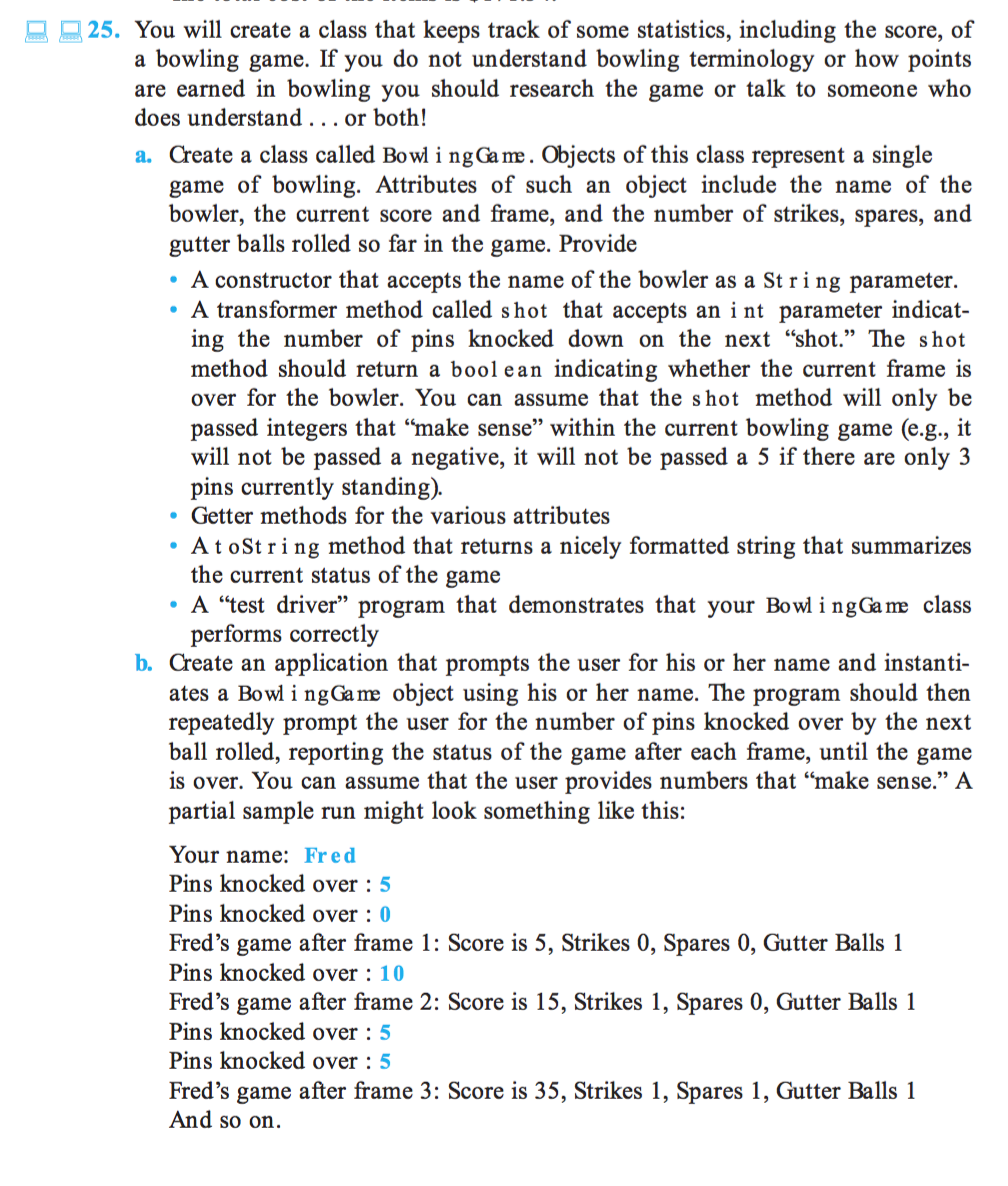 25. You will create a class that keeps track of some statistics, including the score, of
a bowling game. If you do not understand bowling terminology or how points
are earned in bowling you should research the game or talk to someone who
does understand . . . or both!
a. Create a class called BowlingGame. Objects of this class represent a single
game of bowling. Attributes of such an object include the name of the
bowler, the current score and frame, and the number of strikes, spares, and
gutter balls rolled so far in the game. Provide
• A constructor that accepts the name of the bowler as a String parameter.
• A transformer method called shot that accepts an int parameter indicat-
ing the number of pins knocked down on the next “shot.” The shot
method should return a boolean indicating whether the current frame is
over for the bowler. You can assume that the shot method will only be
passed integers that “make sense” within the current bowling game (e.g., it
will not be passed a negative, it will not be passed a 5 if there are only 3
pins currently standing).
• Getter methods for the various attributes
• A toString method that returns a nicely formatted string that summarizes
the current status of the game
• A “test driver” program that demonstrates that your BowlingGame class
performs correctly
b. Create an application that prompts the user for his or her name and instanti-
ates a BowlingGame object using his or her name. The program should then
repeatedly prompt the user for the number of pins knocked over by the next
ball rolled, reporting the status of the game after each frame, until the game
is over. You can assume that the user provides numbers that “make sense.” A
partial sample run might look something like this:
Your name: Fred
Pins knocked over : 5
Pins knocked over : 0
Fred’s game after frame 1: Score is 5, Strikes 0, Spares 0, Gutter Balls 1
Pins knocked over : 10
Fred’s game after frame 2: Score is 15, Strikes 1, Spares 0, Gutter Balls 1
Pins knocked over : 5
Pins knocked over : 5
Fred’s game after frame 3: Score is 35, Strikes 1, Spares 1, Gutter Balls 1
And so on.